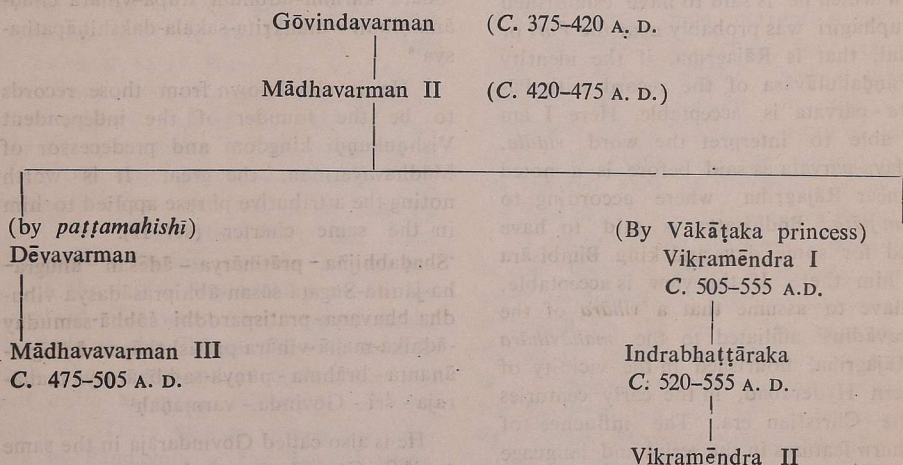 Gōvindavarman (C. 375–420 A. D.)
Mādhavarman II (C. 420–475 A. D.)
(by paṭṭamahishi)
Dēvavarman
Mādhavavarman III
C. 475–505 A. D.
(By Vākāṭaka princess)
Vikramēndra I
C. 505–555 A.D.
Indrabhaṭṭāraka
C. 520–555 A. D.
Vikramēndra II